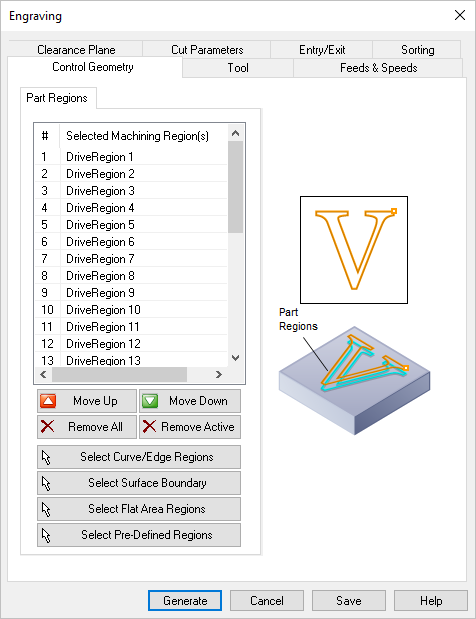 Engraving
Clearance Plane Cut Parameters Entry/Exit Sorting
Control Geometry Tool Feeds & Speeds
Part Regions
# Selected Machining Region(s)
1 DriveRegion 1
2 DriveRegion 2
3 DriveRegion 3
4 DriveRegion 4
5 DriveRegion 5
6 DriveRegion 6
7 DriveRegion 7
8 DriveRegion 8
9 DriveRegion 9
10 DriveRegion 10
11 DriveRegion 11
12 DriveRegion 12
13 DriveRegion 13
V
Part
Regions
Move Up Move Down
Remove All Remove Active
Select Curve/Edge Regions
Select Surface Boundary
Select Flat Area Regions
Select Pre-Defined Regions
Generate Cancel Save Help